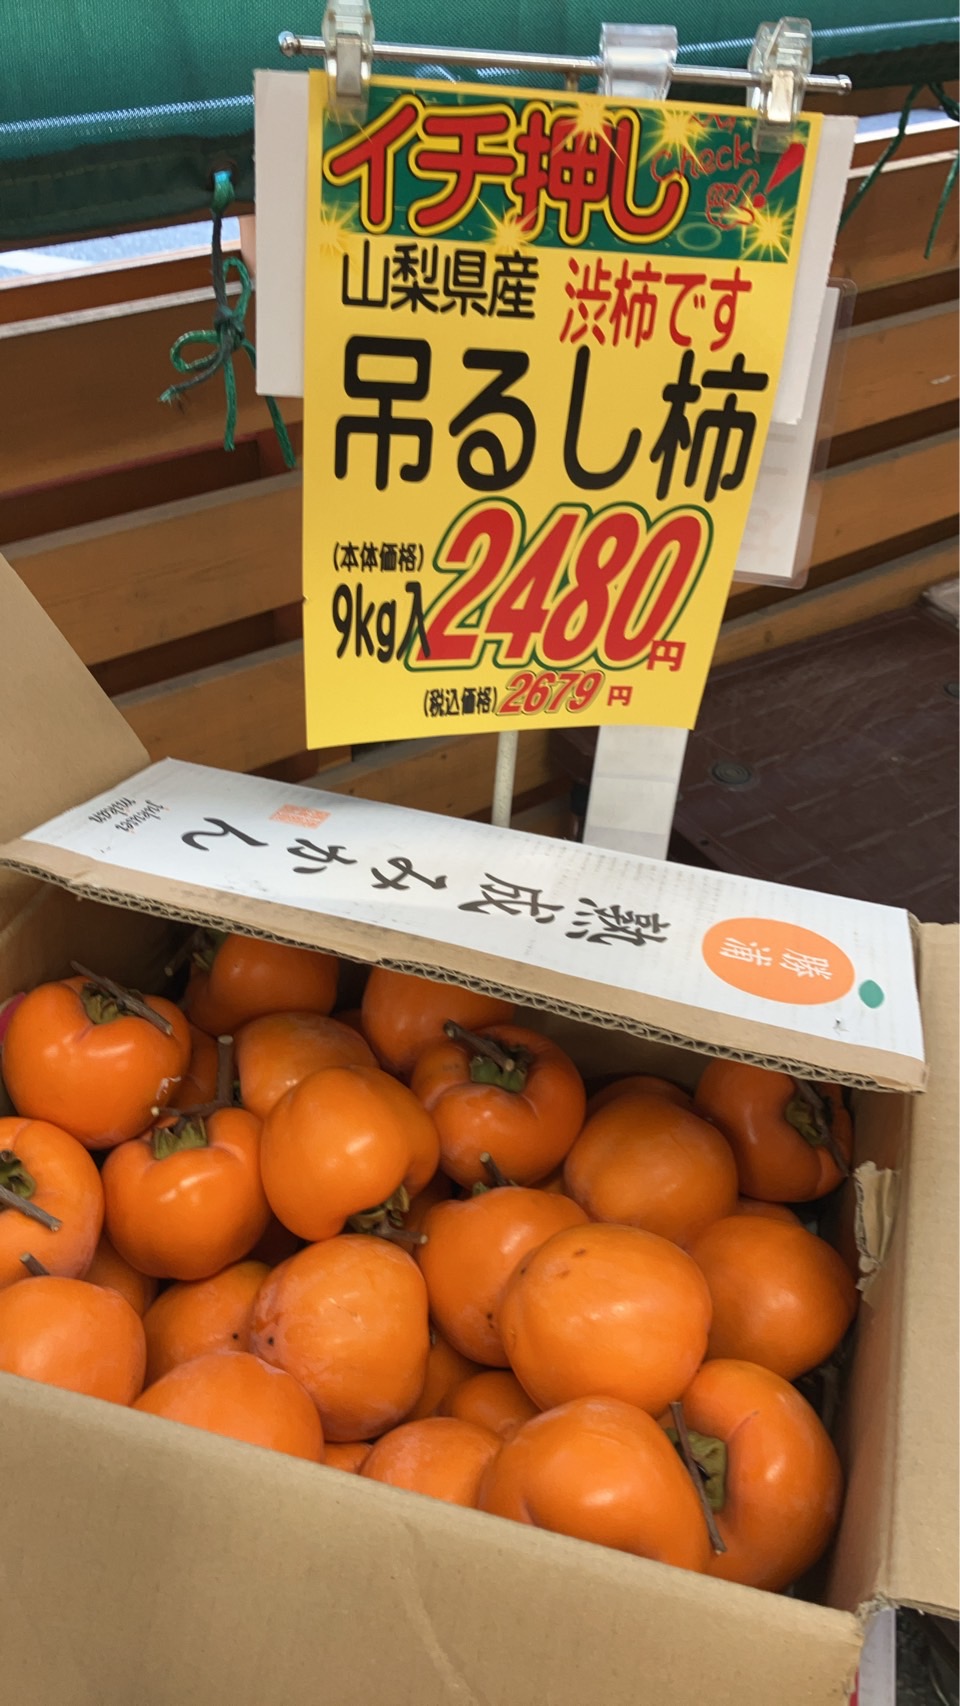 イチ押し
Check!
山梨県産 渋柿です
吊るし柿
(本体価格)
9kg入 2480円
(税込価格) 2679円
jukusei
mikan
熟成みかん
勝浦